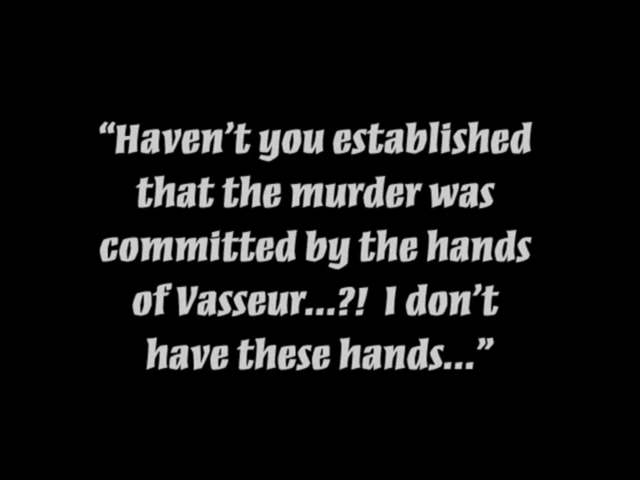 “Haven’t you established
that the murder was
committed by the hands
of Vasseur...?!  I don’t
have these hands...”